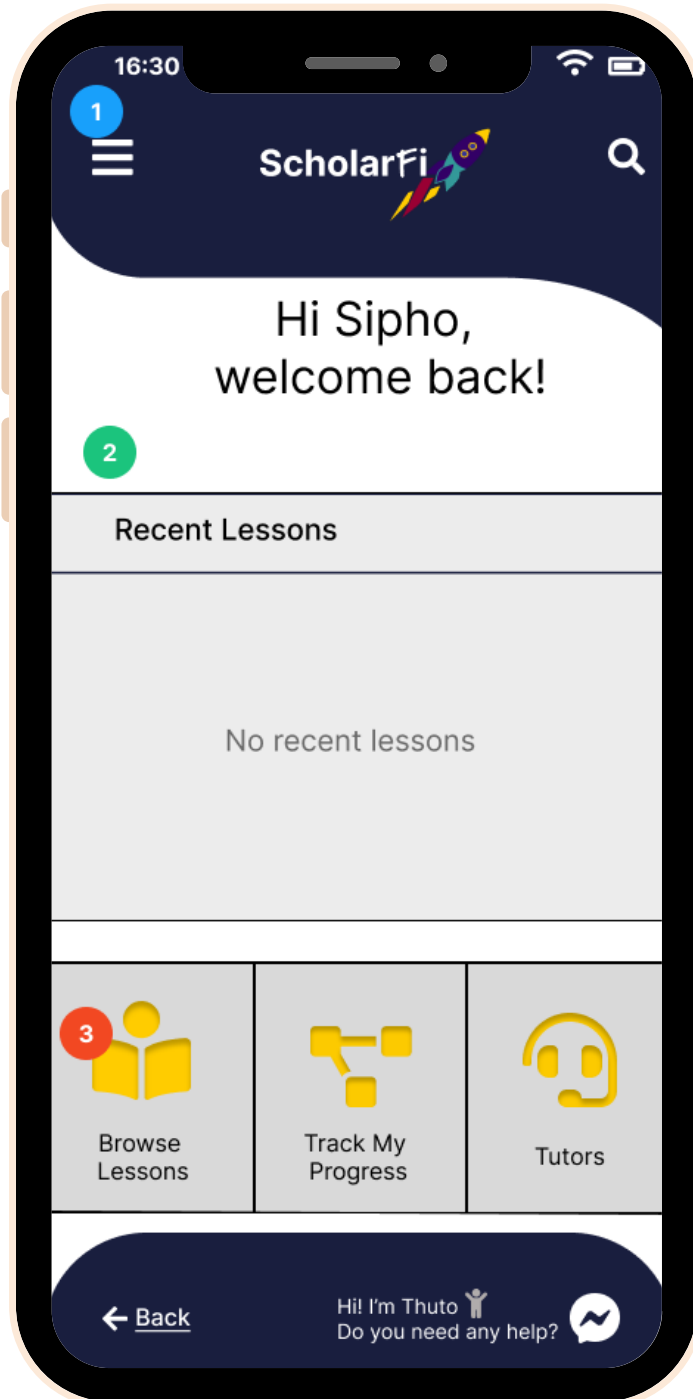 16:30
1
ScholarFi
Hi Sipho,
welcome back!
2
Recent Lessons
No recent lessons
3
Browse
Lessons
Track My
Progress
Tutors
Back
Hi! I'm Thuto
Do you need any help?